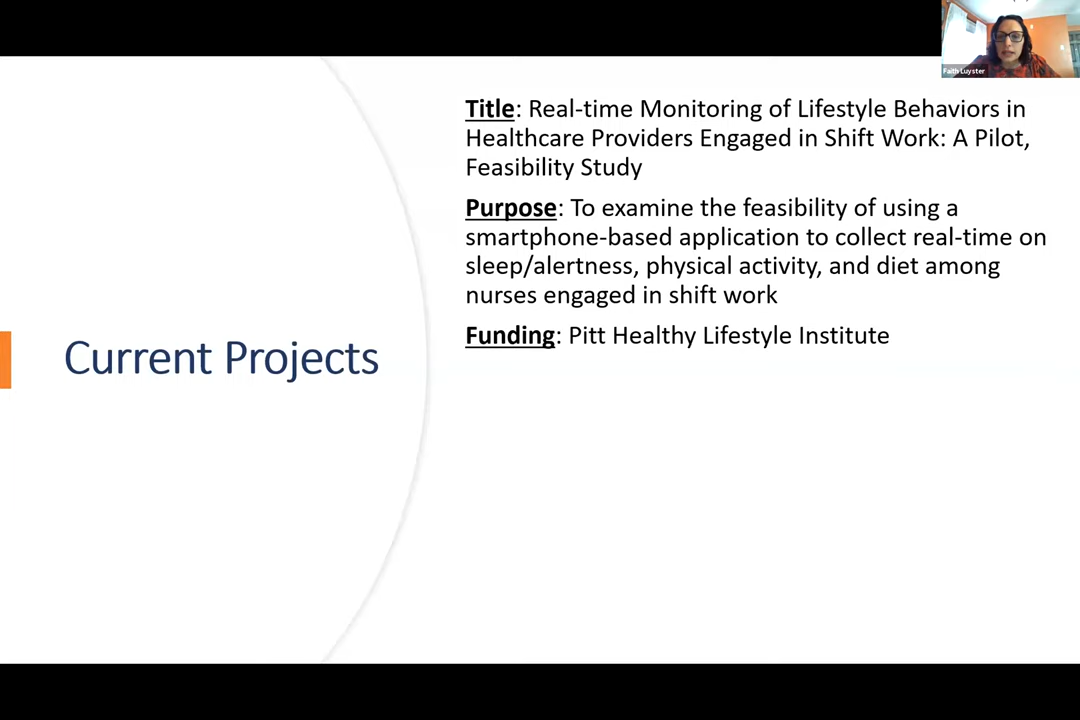 Faith Luyster
Title: Real-time Monitoring of Lifestyle Behaviors in
Healthcare Providers Engaged in Shift Work: A Pilot,
Feasibility Study
Purpose: To examine the feasibility of using a
smartphone-based application to collect real-time on
sleep/alertness, physical activity, and diet among
nurses engaged in shift work
Funding: Pitt Healthy Lifestyle Institute
Current Projects